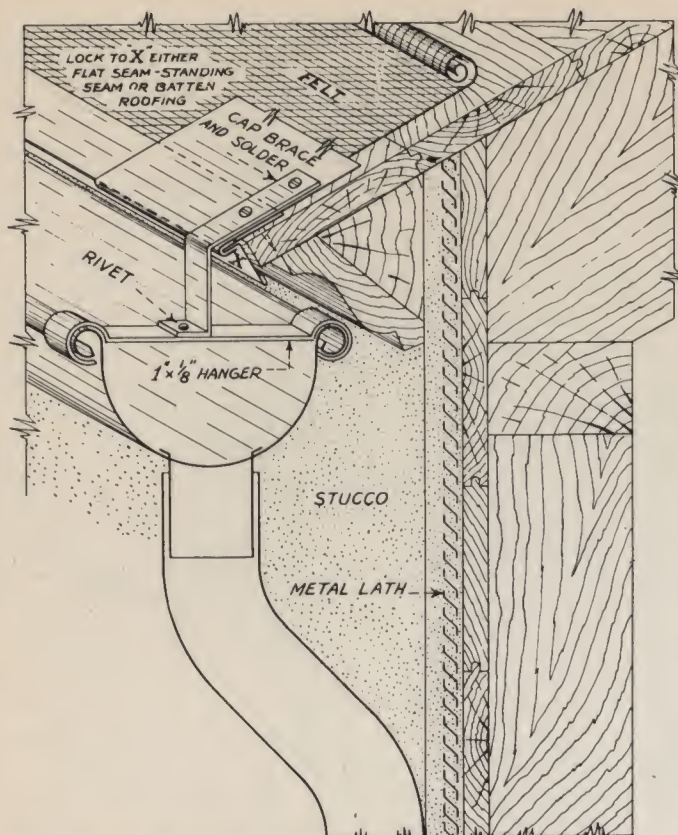 LOCK TO "X" EITHER
FLAT SEAM-STANDING
SEAM OR BATTEN
ROOFING
FELT
CAP BRACE
AND SOLDER
X
RIVET
1" x 1/8" HANGER
STUCCO
METAL LATH